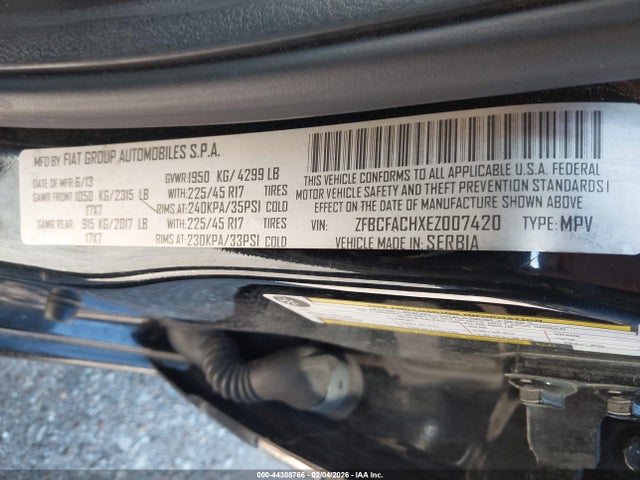 MFD BY FIAT GROUP AUTOMOBILES S.P.A.
DATE OF MFR 6/13 GVWR:1950 KG/ 4299 LB
GAWR FRONT: 1050 KG/2315 LB WITH:225/45 R17 TIRES
17X7 RIMS AT: 240KPA/35PSI COLD
GAWR REAR: 915 KG/2017 LB WITH:225/45 R17 TIRES
17X7 RIMS AT: 230KPA/33PSI COLD
THIS VEHICLE CONFORMS TO ALL APPLICABLE U.S.A. FEDERAL
MOTOR VEHICLE SAFETY, BUMPER, AND THEFT PREVENTION STANDARDS I
EFFECT ON THE DATE OF MANUFACTURE SHOWN ABOVE.
VIN: ZFBCFACHXEZ007420 TYPE: MPV
VEHICLE MADE IN: SERBIA
000-44308766 - 02/04/2026 - IAA HOLDINGS, LLC